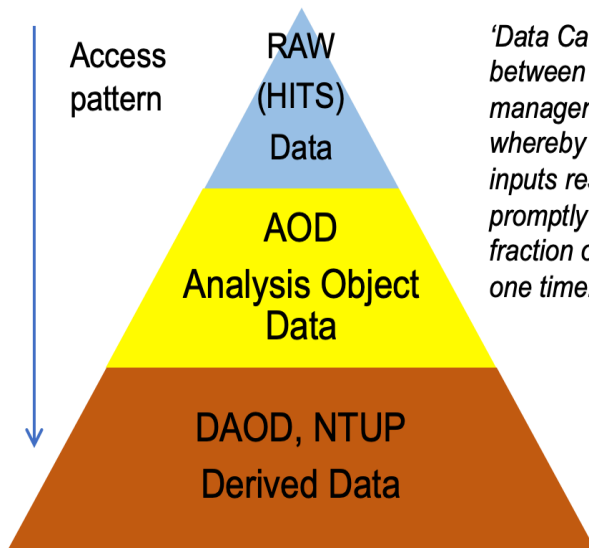 Access
pattern
RAW
(HITS)
Data
AOD
Analysis Object
Data
DAOD, NTUP
Derived Data
'Data Ca
between
manager
whereby
inputs re
promptly
fraction o
one time